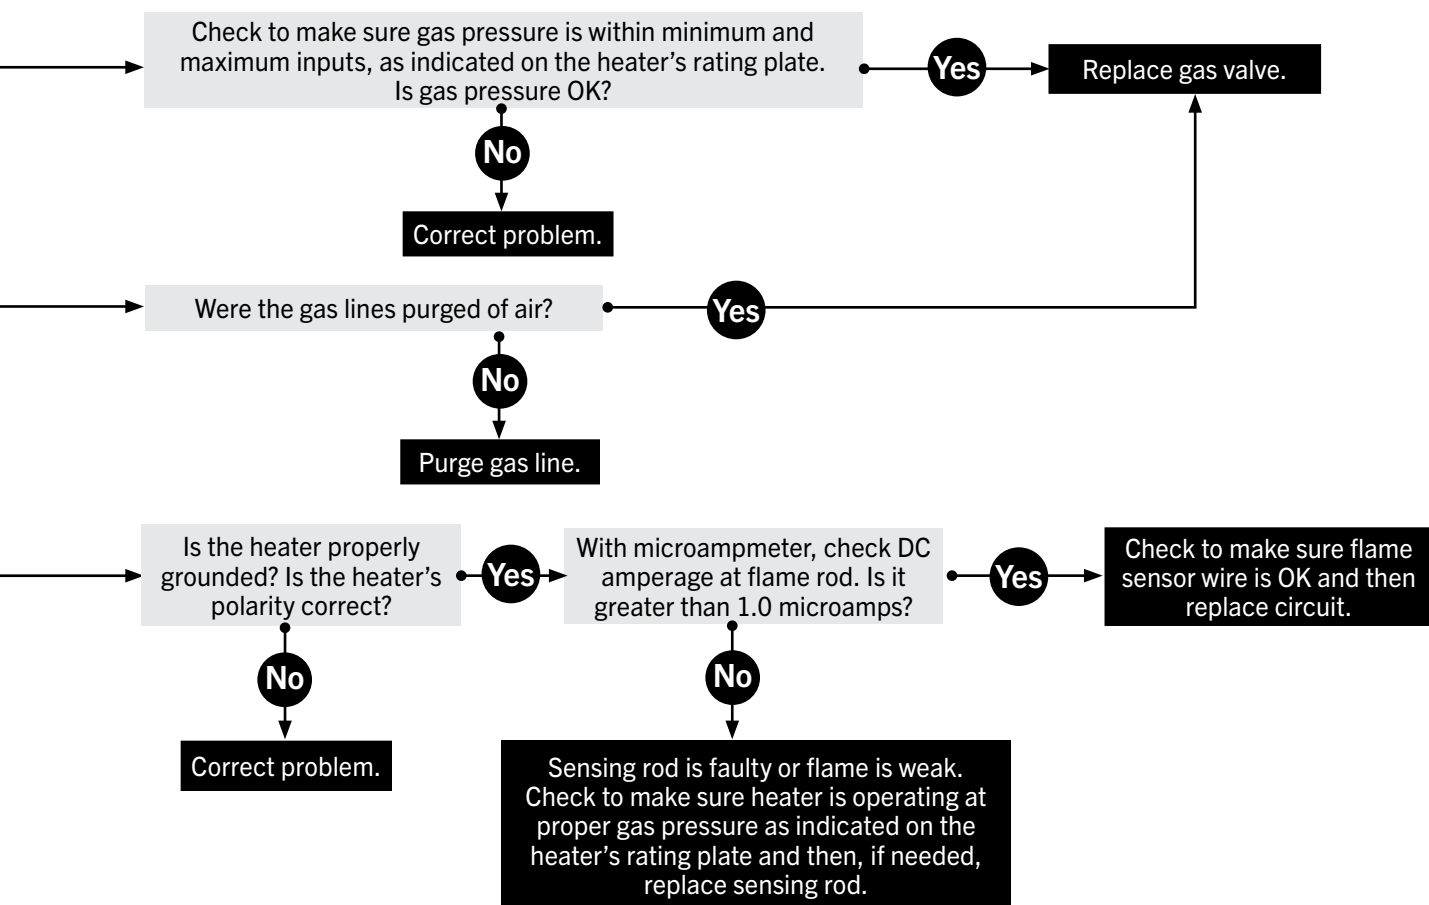 Check to make sure gas pressure is within minimum and
maximum inputs, as indicated on the heater's rating plate.
Is gas pressure OK?
Yes
Replace gas valve.
No
Correct problem.
Were the gas lines purged of air?
Yes
No
Purge gas line.
Is the heater properly
grounded? Is the heater's
polarity correct?
Yes
With microampmeter, check DC
amperage at flame rod. Is it
greater than 1.0 microamps?
Yes
Check to make sure flame
sensor wire is OK and then
replace circuit.
No
Correct problem.
No
Sensing rod is faulty or flame is weak.
Check to make sure heater is operating at
proper gas pressure as indicated on the
heater's rating plate and then, if needed,
replace sensing rod.